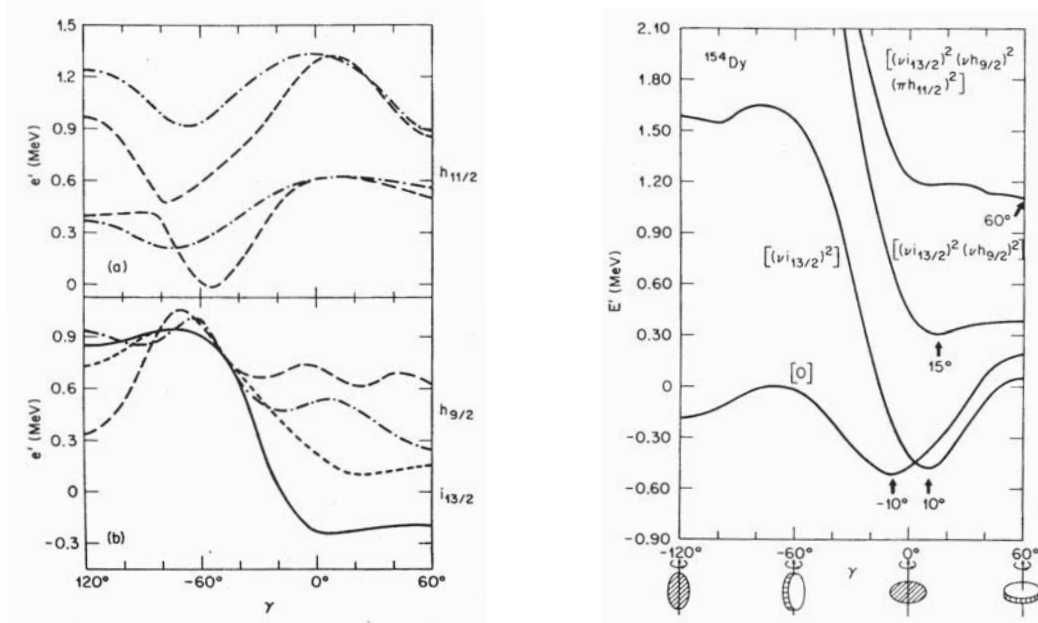 1.5
1.2
0.9
0.6
0.3
0
e' (MeV)
h11/2
(a)
0.9
0.6
0.3
0
-0.3
e' (MeV)
h9/2
i13/2
(b)
120° -60° 0° 60°
γ
2.10
1.80
1.50
1.20
0.90
0.60
0.30
0
-0.30
-0.60
-0.90
E' (MeV)
154Dy
[(νi13/2)2 (νh9/2)2
(πh11/2)2]
60°
[(νi13/2)2]
[(νi13/2)2 (νh9/2)2]
15°
[0]
-10° 10°
-120° -60° γ 0° 60°